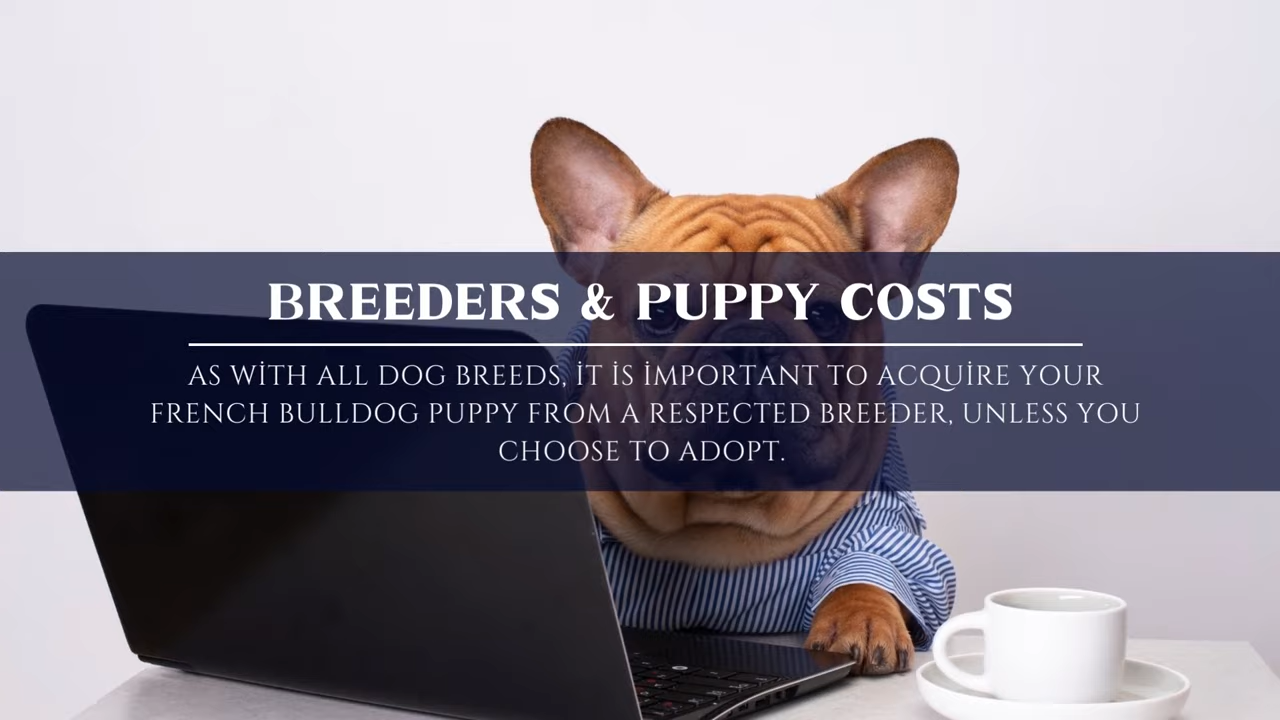 BREEDERS & PUPPY COSTS
AS WİTH ALL DOG BREEDS, İT İS İMPORTANT TO ACQUİRE YOUR
FRENCH BULLDOG PUPPY FROM A RESPECTED BREEDER, UNLESS YOU
CHOOSE TO ADOPT.